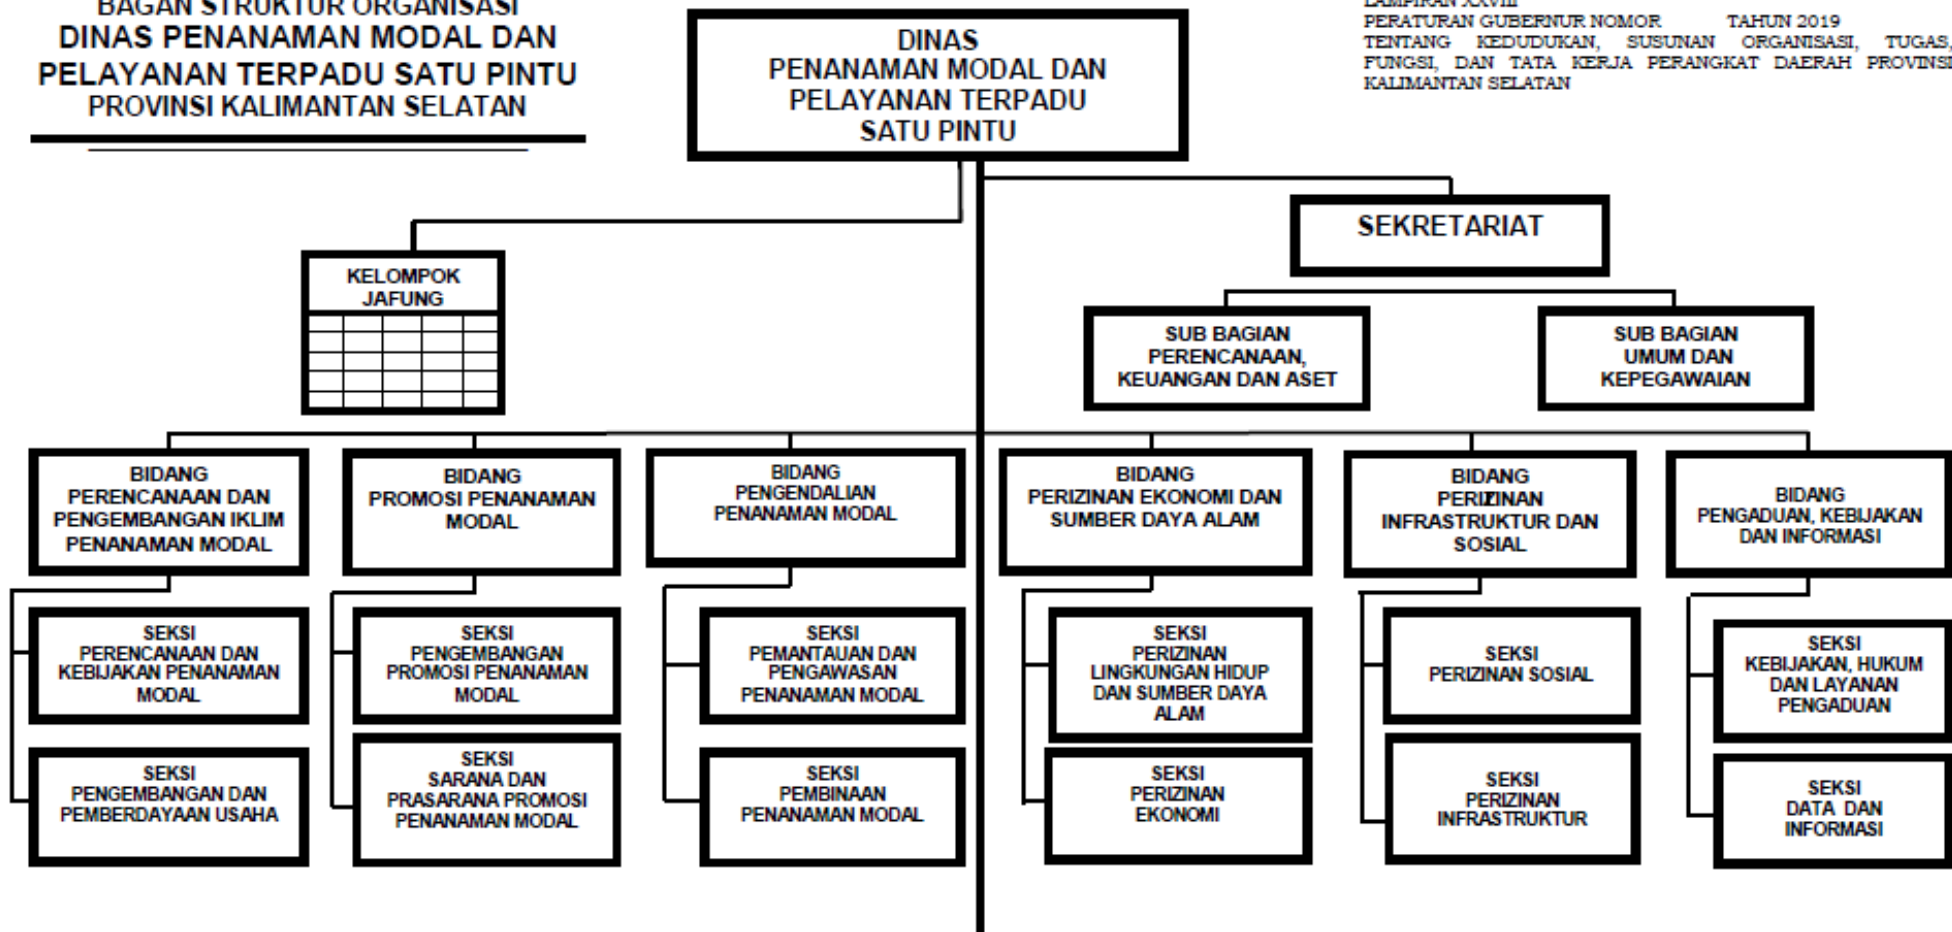 BAGAN STRUKTUR ORGANISASI
DINAS PENANAMAN MODAL DAN
PELAYANAN TERPADU SATU PINTU
PROVINSI KALIMANTAN SELATAN
DINAS
PENANAMAN MODAL DAN
PELAYANAN TERPADU
SATU PINTU
LAMPIRAN XXVIII
PERATURAN GUBERNUR NOMOR TAHUN 2019
TENTANG KEDUDUKAN, SUSUNAN ORGANISASI, TUGAS,
FUNGSI, DAN TATA KERJA PERANGKAT DAERAH PROVINSI
KALIMANTAN SELATAN
SEKRETARIAT
KELOMPOK
JAFUNG
SUB BAGIAN
PERENCANAAN,
KEUANGAN DAN ASET
SUB BAGIAN
UMUM DAN
KEPEGAWAIAN
BIDANG
PERENCANAAN DAN
PENGEMBANGAN IKLIM
PENANAMAN MODAL
BIDANG
PROMOSI PENANAMAN
MODAL
BIDANG
PENGENDALIAN
PENANAMAN MODAL
BIDANG
PERIZINAN EKONOMI DAN
SUMBER DAYA ALAM
BIDANG
PERIZINAN
INFRASTRUKTUR DAN
SOSIAL
BIDANG
PENGADUAN, KEBIJAKAN
DAN INFORMASI
SEKSI
PERENCANAAN DAN
KEBIJAKAN PENANAMAN
MODAL
SEKSI
PENGEMBANGAN
PROMOSI PENANAMAN
MODAL
SEKSI
PEMANTAUAN DAN
PENGAWASAN
PENANAMAN MODAL
SEKSI
PERIZINAN
LINGKUNGAN HIDUP
DAN SUMBER DAYA
ALAM
SEKSI
PERIZINAN SOSIAL
SEKSI
KEBIJAKAN, HUKUM
DAN LAYANAN
PENGADUAN
SEKSI
PENGEMBANGAN DAN
PEMBERDAYAAN USAHA
SEKSI
SARANA DAN
PRASARANA PROMOSI
PENANAMAN MODAL
SEKSI
PEMBINAAN
PENANAMAN MODAL
SEKSI
PERIZINAN
EKONOMI
SEKSI
PERIZINAN
INFRASTRUKTUR
SEKSI
DATA DAN
INFORMASI